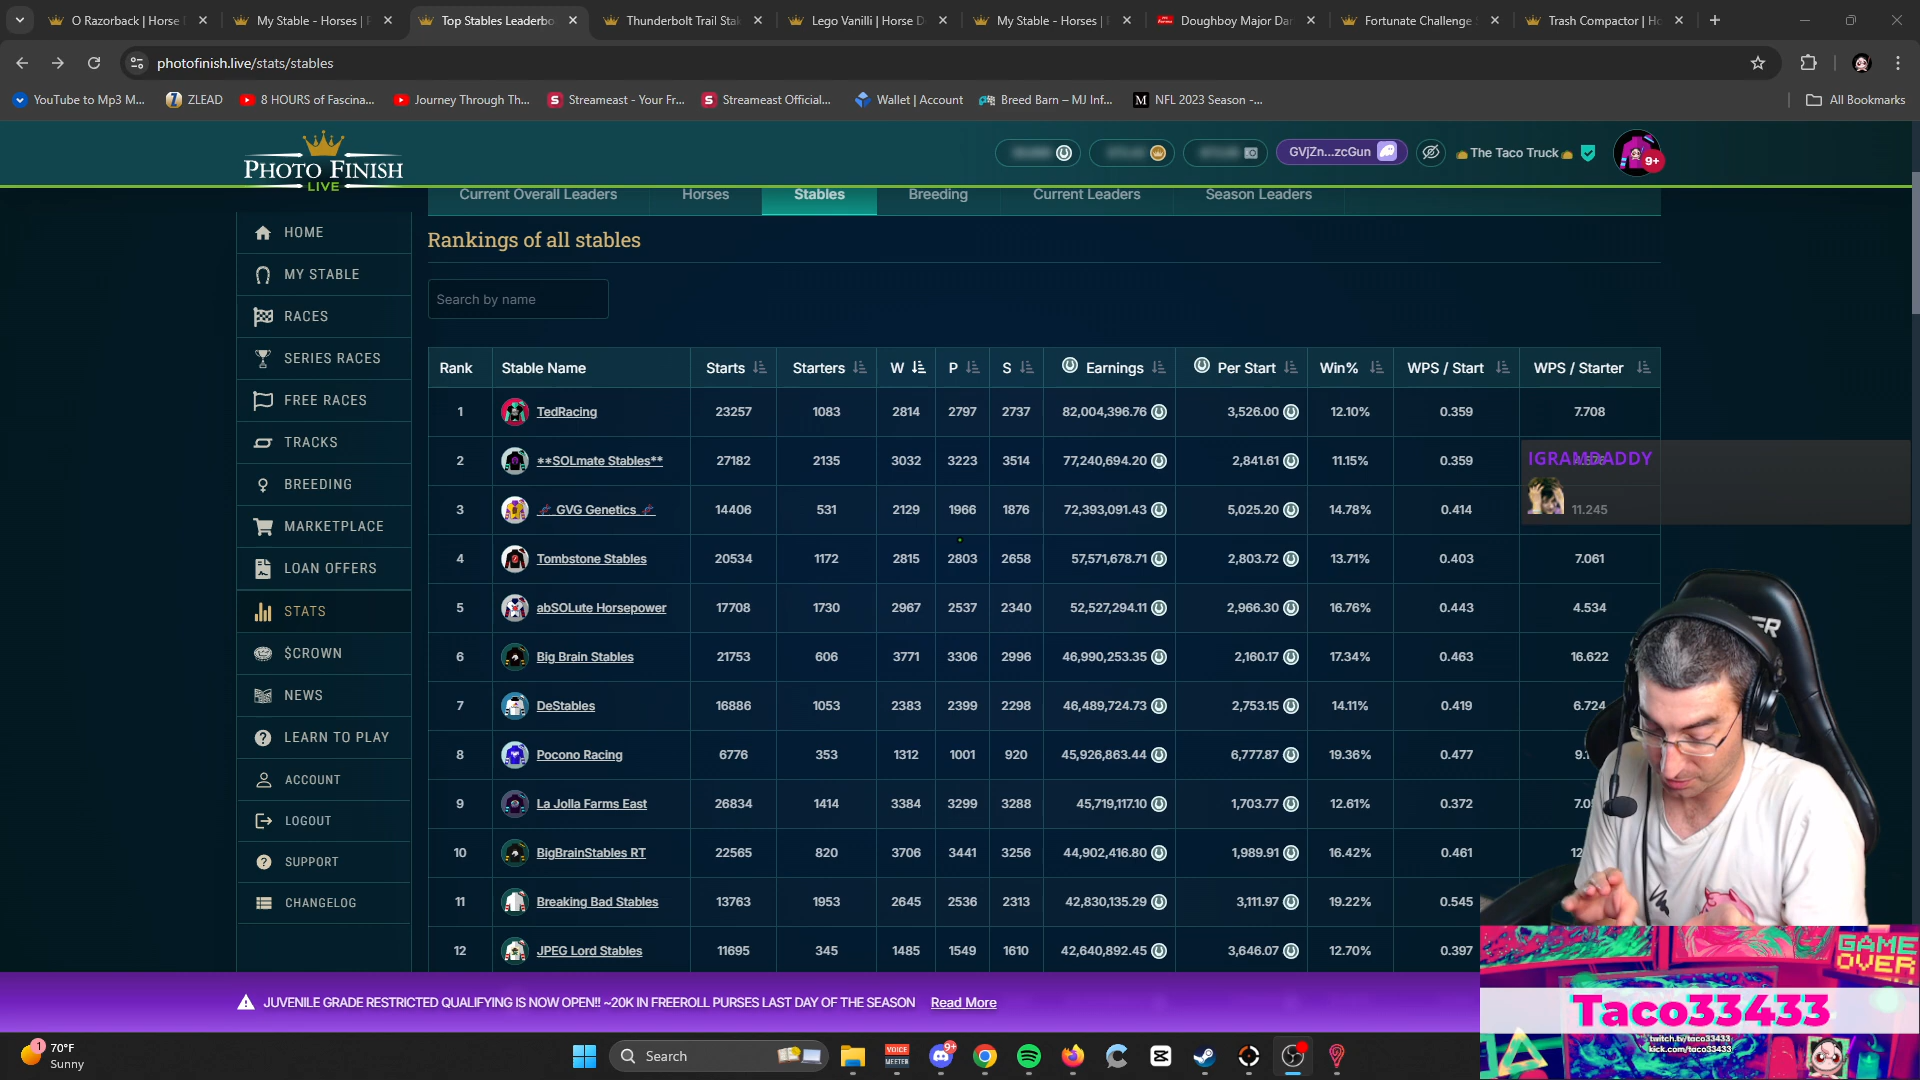 O Razorback | Horse D
My Stable - Horses | P
Top Stables Leaderbo
Thunderbolt Trail Stak
Lego Vanilli | Horse D
My Stable - Horses | P
Doughboy Major Dan
Fortunate Challenge S
Trash Compactor | Ho
photofinish.live/stats/stables
YouTube to Mp3 M...
ZLEAD
8 HOURS of Fascina...
Journey Through Th...
Streameast - Your Fr...
Streameast Official...
Wallet | Account
Breed Barn – MJ Inf...
NFL 2023 Season -...
All Bookmarks
PHOTO FINISH
LIVE
GVjZn...zcGun
The Taco Truck
9+
Current Overall Leaders Horses Stables Breeding Current Leaders Season Leaders
HOME
MY STABLE
RACES
SERIES RACES
FREE RACES
TRACKS
BREEDING
MARKETPLACE
LOAN OFFERS
STATS
$CROWN
NEWS
LEARN TO PLAY
ACCOUNT
LOGOUT
SUPPORT
CHANGELOG
Rankings of all stables
Search by name
Rank Stable Name Starts Starters W P S Earnings Per Start Win% WPS / Start WPS / Starter
1 TedRacing 23257 1083 2814 2797 2737 82,004,396.76 3,526.00 12.10% 0.359 7.708
2 **SOLmate Stables** 27182 2135 3032 3223 3514 77,240,694.20 2,841.61 11.15% 0.359
3 GVG Genetics 14406 531 2129 1966 1876 72,393,091.43 5,025.20 14.78% 0.414 11.245
4 Tombstone Stables 20534 1172 2815 2803 2658 57,571,678.71 2,803.72 13.71% 0.403 7.061
5 abSOLute Horsepower 17708 1730 2967 2537 2340 52,527,294.11 2,966.30 16.76% 0.443 4.534
6 Big Brain Stables 21753 606 3771 3306 2996 46,990,253.35 2,160.17 17.34% 0.463 16.622
7 DeStables 16886 1053 2383 2399 2298 46,489,724.73 2,753.15 14.11% 0.419 6.724
8 Pocono Racing 6776 353 1312 1001 920 45,926,863.44 6,777.87 19.36% 0.477
9 La Jolla Farms East 26834 1414 3384 3299 3288 45,719,117.10 1,703.77 12.61% 0.372
10 BigBrainStables RT 22565 820 3706 3441 3256 44,902,416.80 1,989.91 16.42% 0.461
11 Breaking Bad Stables 13763 1953 2645 2536 2313 42,830,135.29 3,111.97 19.22% 0.545
12 JPEG Lord Stables 11695 345 1485 1549 1610 42,640,892.45 3,646.07 12.70% 0.397
IGRAMDADDY
JUVENILE GRADE RESTRICTED QUALIFYING IS NOW OPEN!! ~20K IN FREEROLL PURSES LAST DAY OF THE SEASON Read More
GAME
OVER
Taco33433
twitch.tv/taco33433
kick.com/taco33433
1
70°F
Sunny
Search
VOICE
MEETER
9+